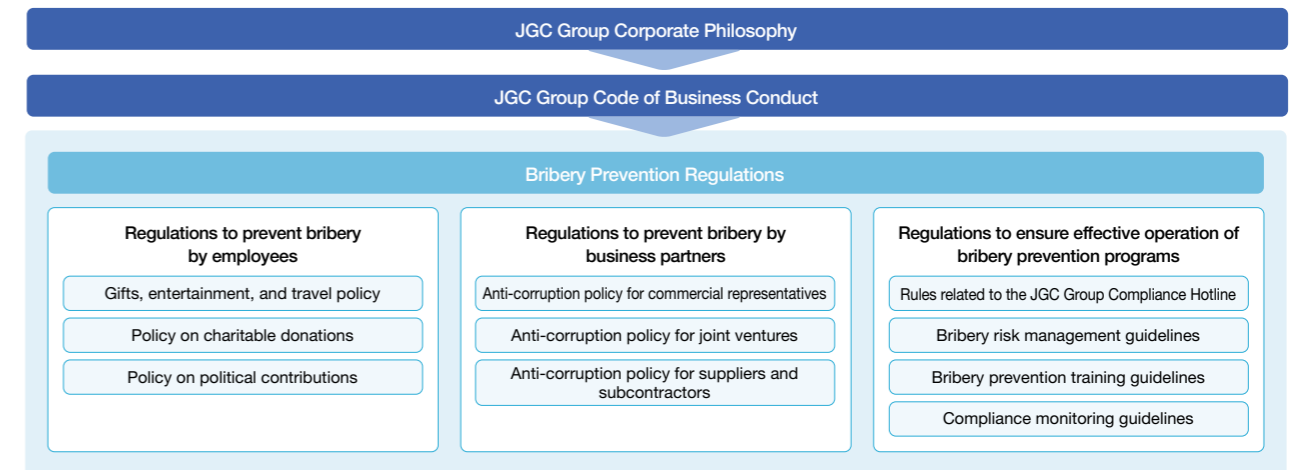 JGC Group Corporate Philosophy
JGC Group Code of Business Conduct
Bribery Prevention Regulations
Regulations to prevent bribery
by employees
Gifts, entertainment, and travel policy
Policy on charitable donations
Policy on political contributions
Regulations to prevent bribery by
business partners
Anti-corruption policy for commercial representatives
Anti-corruption policy for joint ventures
Anti-corruption policy for suppliers and
subcontractors
Regulations to ensure effective operation of
bribery prevention programs
Rules related to the JGC Group Compliance Hotline
Bribery risk management guidelines
Bribery prevention training guidelines
Compliance monitoring guidelines